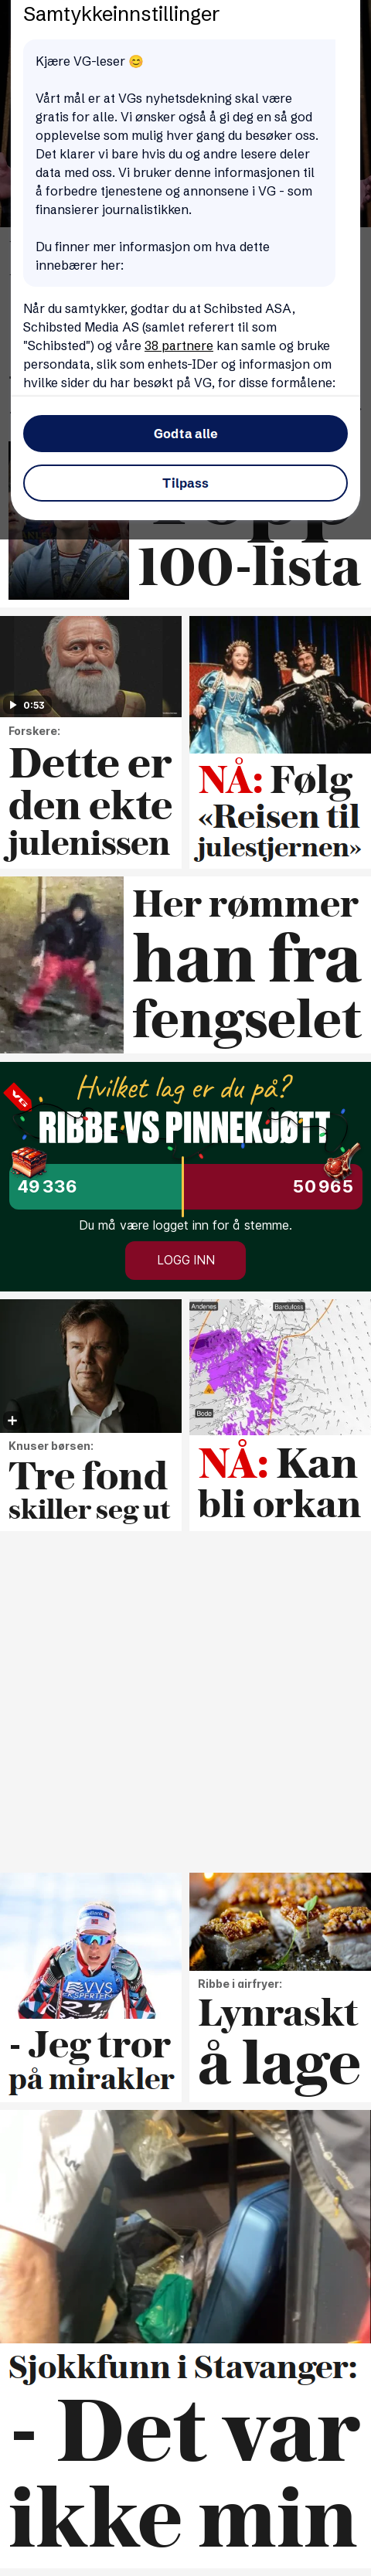 Samtykkeinnstillinger
Kjære VG-leser 😊
Vårt mål er at VGs nyhetsdekning skal være
gratis for alle. Vi ønsker også å gi deg en så god
opplevelse som mulig hver gang du besøker oss.
Det klarer vi bare hvis du og andre lesere deler
data med oss. Vi bruker denne informasjonen til
å forbedre tjenestene og annonsene i VG - som
finansierer journalistikken.
Du finner mer informasjon om hva dette
innebærer her:
Når du samtykker, godtar du at Schibsted ASA,
Schibsted Media AS (samlet referert til som
"Schibsted") og våre 38 partnere kan samle og bruke
persondata, slik som enhets-IDer og informasjon om
hvilke sider du har besøkt på VG, for disse formålene:
Godta alle
Tilpass
100-lista
0:53
Forskere:
Dette er
den ekte
julenissen
NÅ: Følg
«Reisen til
julestjernen»
Her rømmer
han fra
fengselet
VG
Hvilket lag er du på?
RIBBE VS PINNEKJØTT
49 336
50 965
Du må være logget inn for å stemme.
LOGG INN
Knuser børsen:
Tre fond
skiller seg ut
Andenes
Bardufoss
Bodø
NÅ: Kan
bli orkan
- Jeg tror
på mirakler
Ribbe i airfryer:
Lynraskt
å lage
Sjokkfunn i Stavanger:
- Det var
ikke min